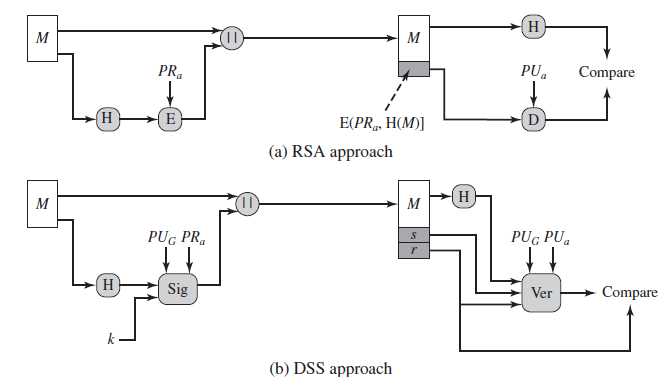 M
||
M
H
PRa
PUa
Compare
H
E
D
E(PRa, H(M)]
(a) RSA approach
M
||
M
H
s
r
PUG PRa
PUG PUa
H
Sig
Ver
Compare
k
(b) DSS approach